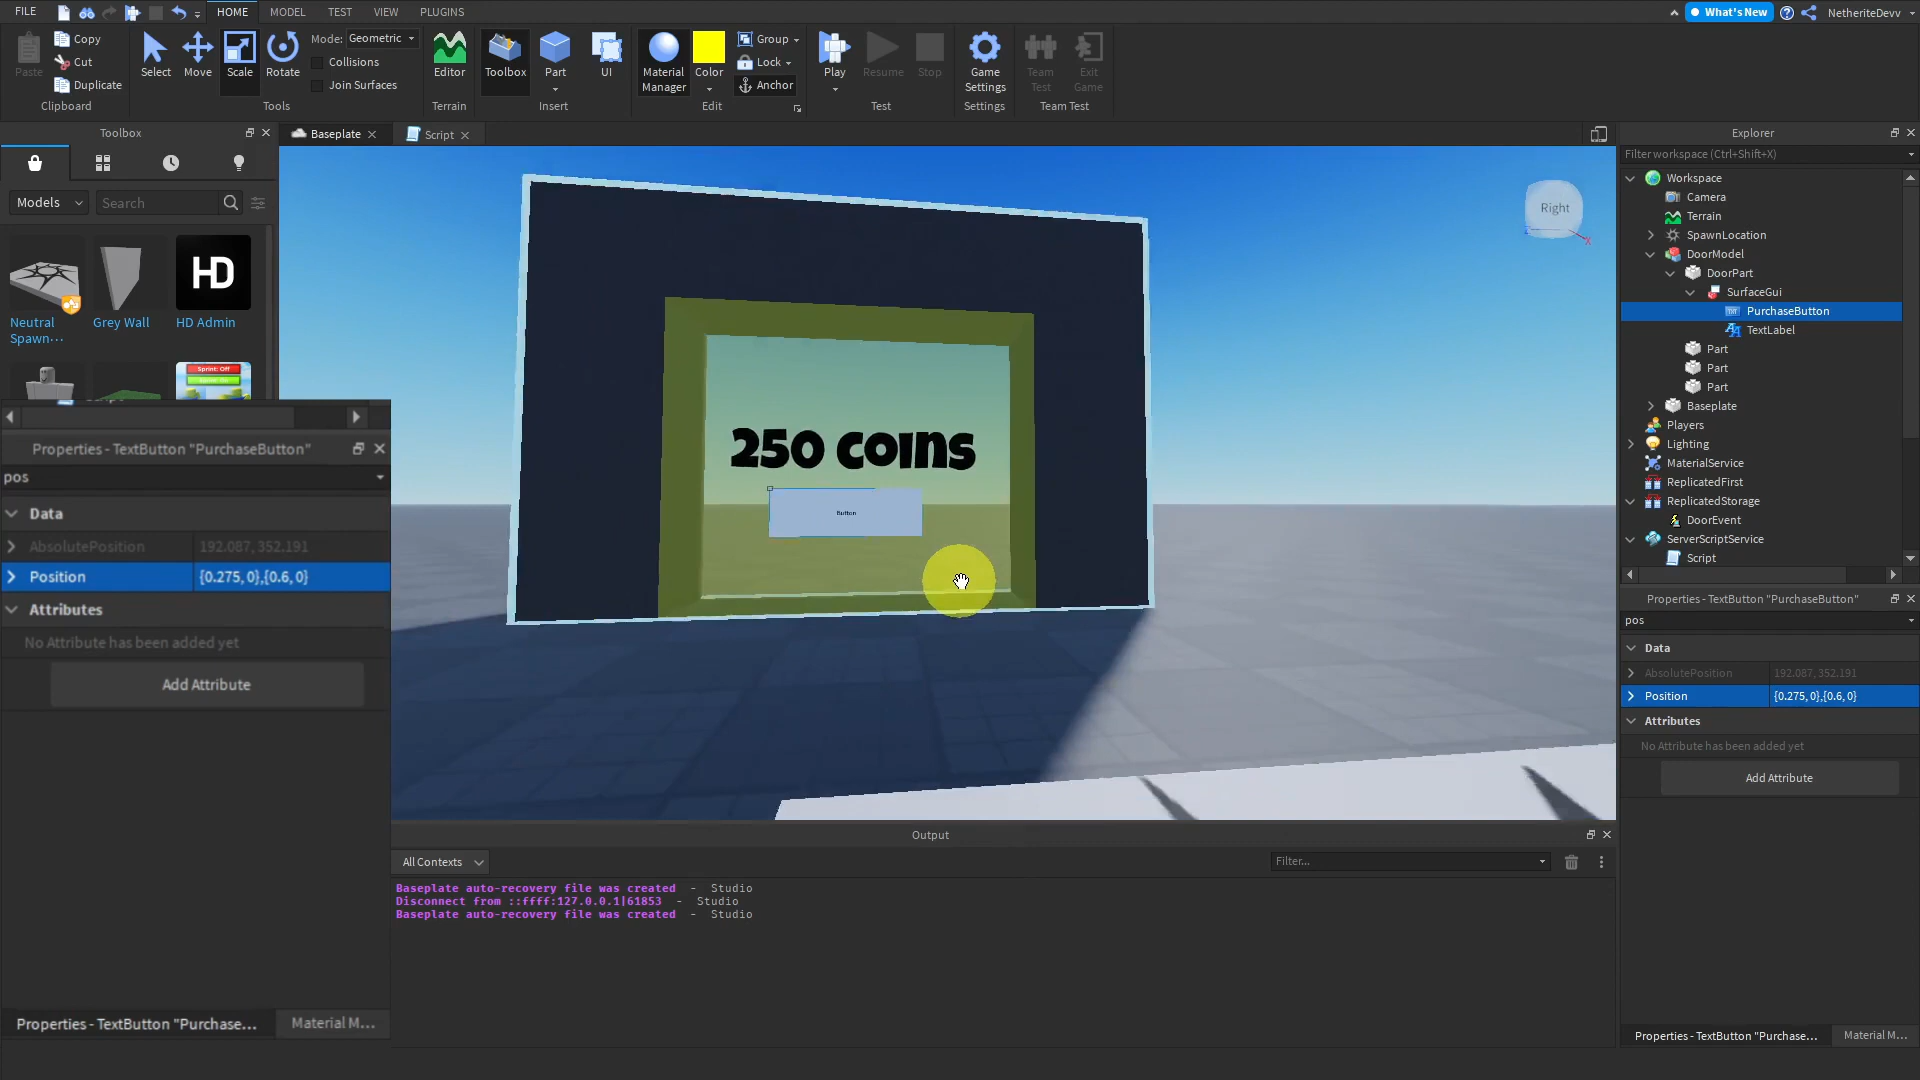 FILE
HOME
MODEL
TEST
VIEW
PLUGINS
What's New
NetheriteDevv
Paste
Copy
Cut
Duplicate
Clipboard
Select
Move
Scale
Rotate
Mode: Geometric
Collisions
Join Surfaces
Tools
Editor
Terrain
Toolbox
Part
UI
Insert
Material Manager
Color
Group
Lock
Anchor
Edit
Play
Resume
Stop
Test
Game Settings
Settings
Team Test
Exit Game
Team Test
Toolbox
Baseplate
Script
Explorer
Filter workspace (Ctrl+Shift+X)
Models
Search
Neutral Spawn···
Grey Wall
HD
HD Admin
Sprint: Off
Right
250 coins
Button
Workspace
Camera
Terrain
SpawnLocation
DoorModel
DoorPart
SurfaceGui
PurchaseButton
TextLabel
Part
Part
Part
Baseplate
Players
Lighting
MaterialService
ReplicatedFirst
ReplicatedStorage
DoorEvent
ServerScriptService
Script
Properties - TextButton "PurchaseButton"
pos
Data
AbsolutePosition 192.087, 352.191
Position {0.275, 0},{0.6, 0}
Attributes
No Attribute has been added yet
Add Attribute
Properties - TextButton "Purchase...
Material M...
Properties - TextButton "PurchaseButton"
pos
Data
AbsolutePosition 192.087, 352.191
Position {0.275, 0},{0.6, 0}
Attributes
No Attribute has been added yet
Add Attribute
Properties - TextButton "Purchase...
Material M...
Output
All Contexts
Filter...
Baseplate auto-recovery file was created - Studio
Disconnect from ::ffff:127.0.0.1|61853 - Studio
Baseplate auto-recovery file was created - Studio